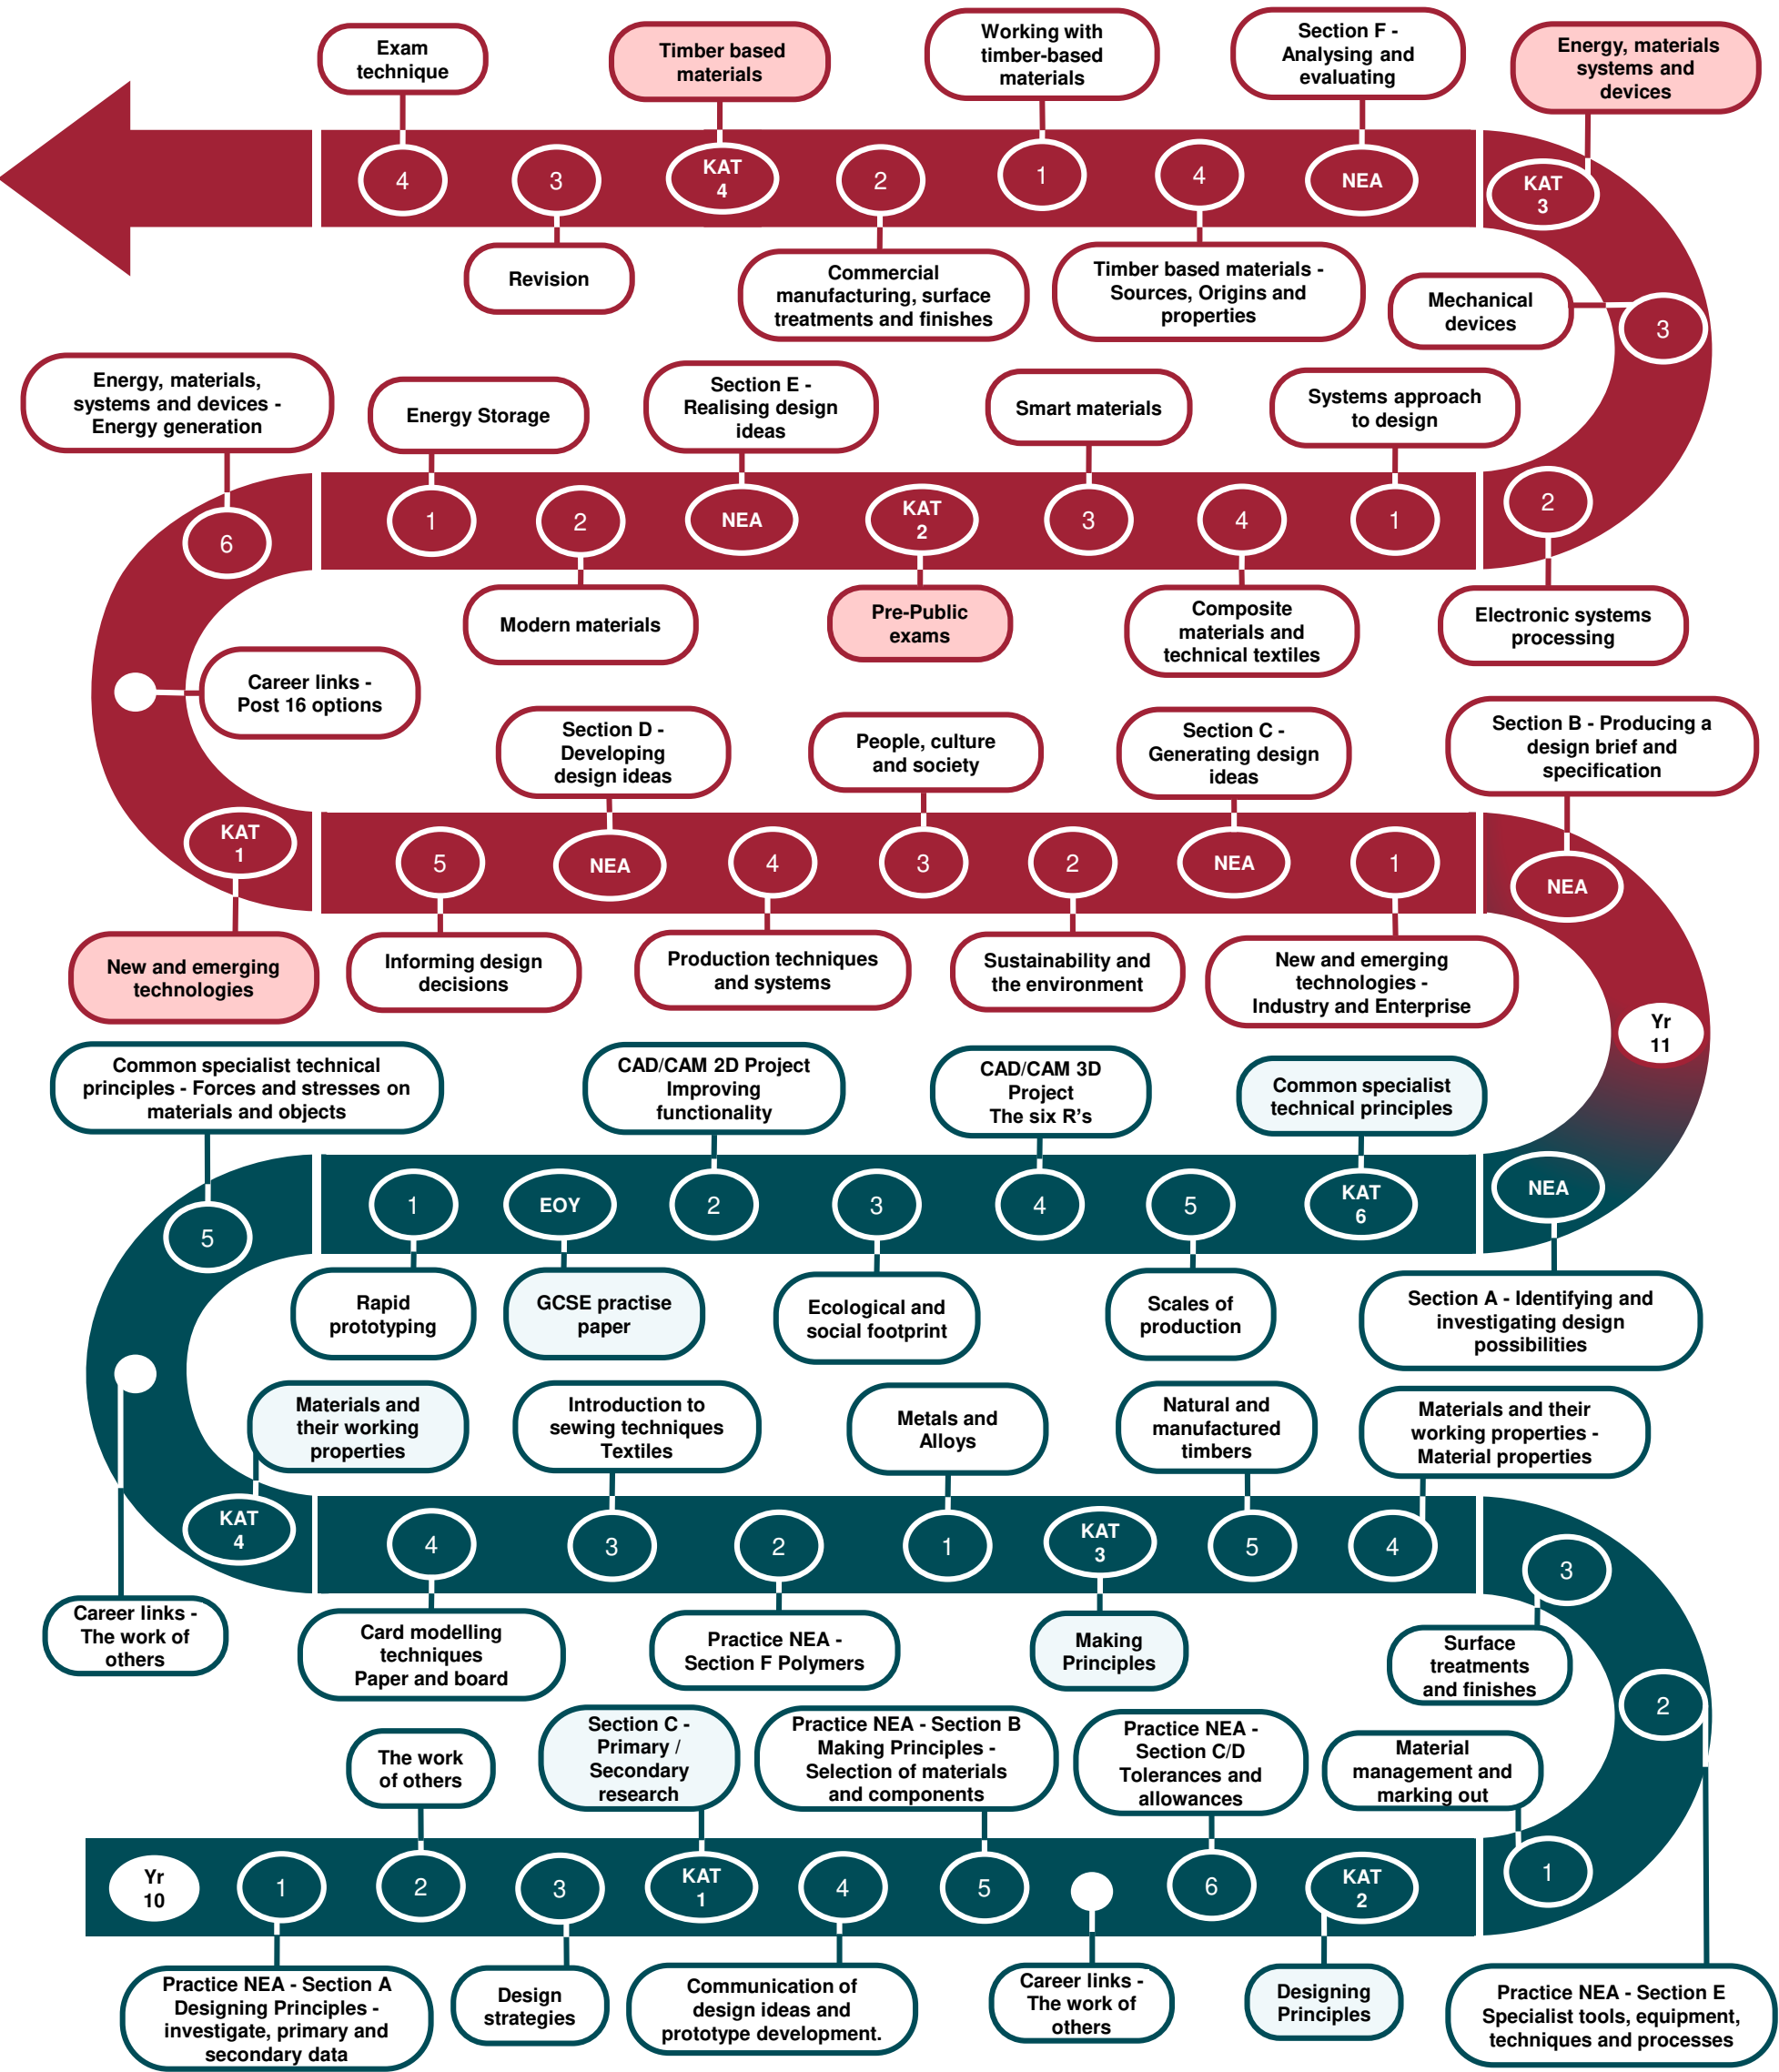 Exam
technique
Timber based
materials
Working with
timber-based
materials
Section F -
Analysing and
evaluating
Energy, materials
systems and
devices
4
3
KAT
4
2
1
4
NEA
KAT
3
Revision
Commercial
manufacturing, surface
treatments and finishes
Timber based materials -
Sources, Origins and
properties
Mechanical
devices
3
Energy, materials,
systems and devices -
Energy generation
Energy Storage
Section E -
Realising design
ideas
Smart materials
Systems approach
to design
6
1
2
NEA
KAT
2
3
4
1
2
Modern materials
Pre-Public
exams
Composite
materials and
technical textiles
Electronic systems
processing
Career links -
Post 16 options
Section D -
Developing
design ideas
People, culture
and society
Section C -
Generating design
ideas
Section B - Producing a
design brief and
specification
KAT
1
5
NEA
4
3
2
NEA
1
NEA
New and emerging
technologies
Informing design
decisions
Production techniques
and systems
Sustainability and
the environment
New and emerging
technologies -
Industry and Enterprise
Yr
11
Common specialist technical
principles - Forces and stresses on
materials and objects
CAD/CAM 2D Project
Improving
functionality
CAD/CAM 3D
Project
The six R's
Common specialist
technical principles
5
1
EOY
2
3
4
5
KAT
6
NEA
Rapid
prototyping
GCSE practise
paper
Ecological and
social footprint
Scales of
production
Section A - Identifying and
investigating design
possibilities
Materials and
their working
properties
Introduction to
sewing techniques
Textiles
Metals and
Alloys
Natural and
manufactured
timbers
Materials and their
working properties -
Material properties
KAT
4
4
3
2
1
KAT
3
5
4
3
Career links -
The work of
others
Card modelling
techniques
Paper and board
Practice NEA -
Section F Polymers
Making
Principles
Surface
treatments
and finishes
2
The work
of others
Section C -
Primary /
Secondary
research
Practice NEA - Section B
Making Principles -
Selection of materials
and components
Practice NEA -
Section C/D
Tolerances and
allowances
Material
management and
marking out
Yr
10
1
2
3
KAT
1
4
5
6
KAT
2
1
Practice NEA - Section A
Designing Principles -
investigate, primary and
secondary data
Design
strategies
Communication of
design ideas and
prototype development.
Career links -
The work of
others
Designing
Principles
Practice NEA - Section E
Specialist tools, equipment,
techniques and processes